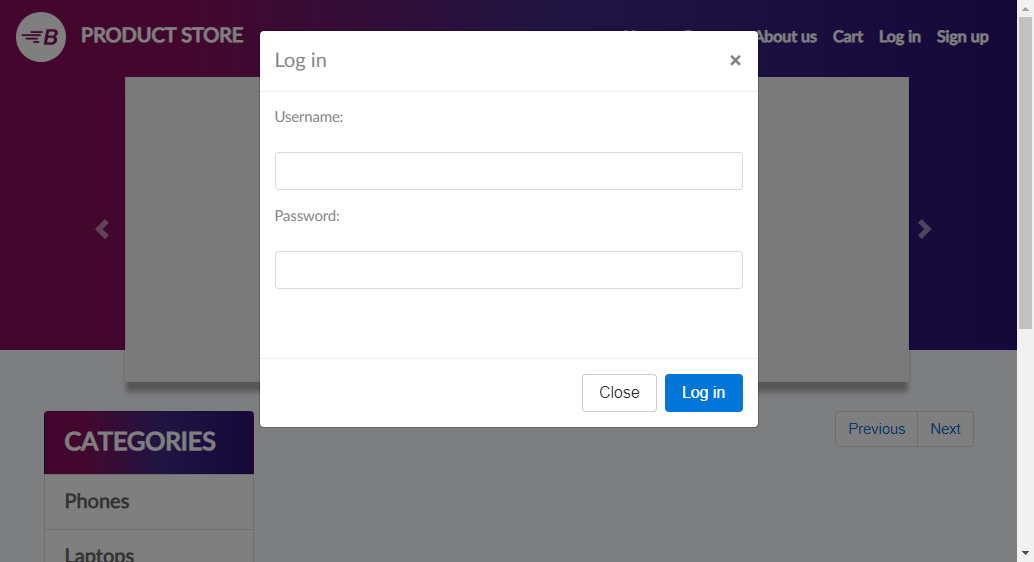 B PRODUCT STORE
About us Cart Log in Sign up
Log in ×
Username:
Password:
Close Log in
CATEGORIES
Previous Next
Phones
Laptops